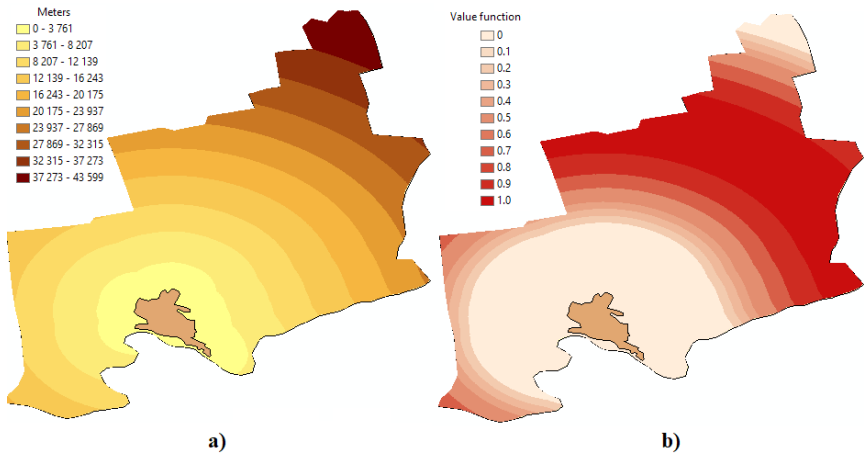 Meters
0 - 3 761
3 761 - 8 207
8 207 - 12 139
12 139 - 16 243
16 243 - 20 175
20 175 - 23 937
23 937 - 27 869
27 869 - 32 315
32 315 - 37 273
37 273 - 43 599
Value function
0
0.1
0.2
0.3
0.4
0.5
0.6
0.7
0.8
0.9
1.0
a)
b)